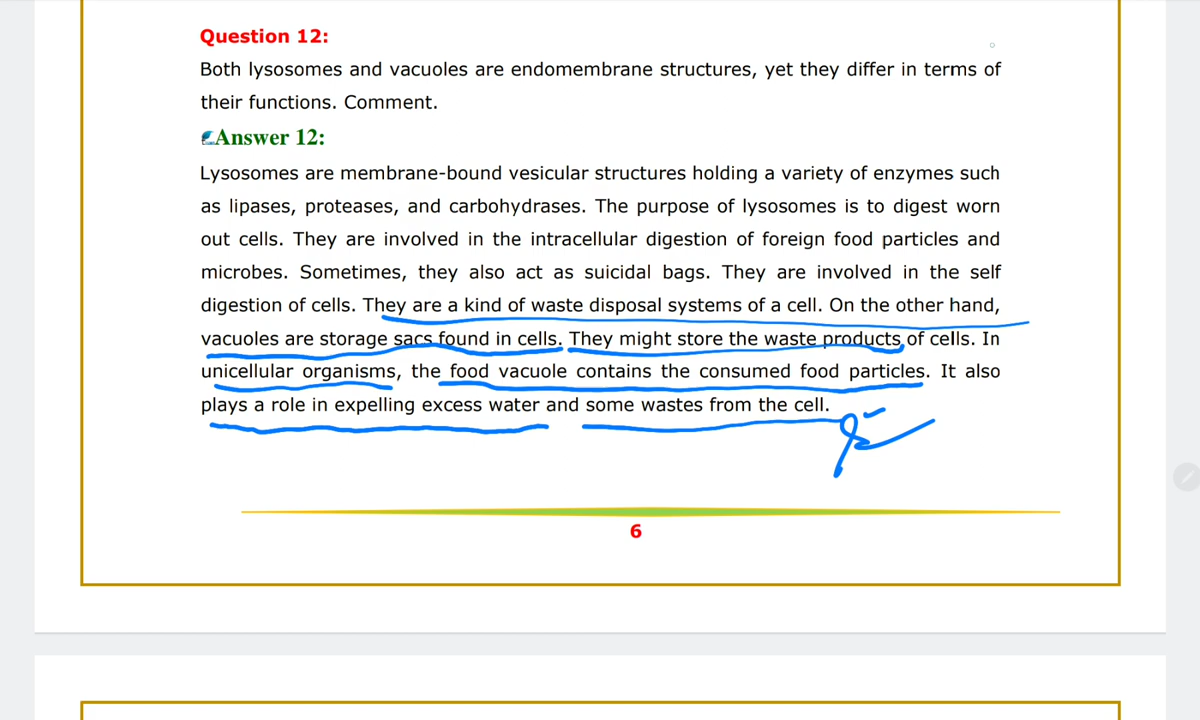 Question 12:
Both lysosomes and vacuoles are endomembrane structures, yet they differ in terms of
their functions. Comment.
Answer 12:
Lysosomes are membrane-bound vesicular structures holding a variety of enzymes such
as lipases, proteases, and carbohydrases. The purpose of lysosomes is to digest worn
out cells. They are involved in the intracellular digestion of foreign food particles and
microbes. Sometimes, they also act as suicidal bags. They are involved in the self
digestion of cells. They are a kind of waste disposal systems of a cell. On the other hand,
vacuoles are storage sacs found in cells. They might store the waste products of cells. In
unicellular organisms, the food vacuole contains the consumed food particles. It also
plays a role in expelling excess water and some wastes from the cell.
6